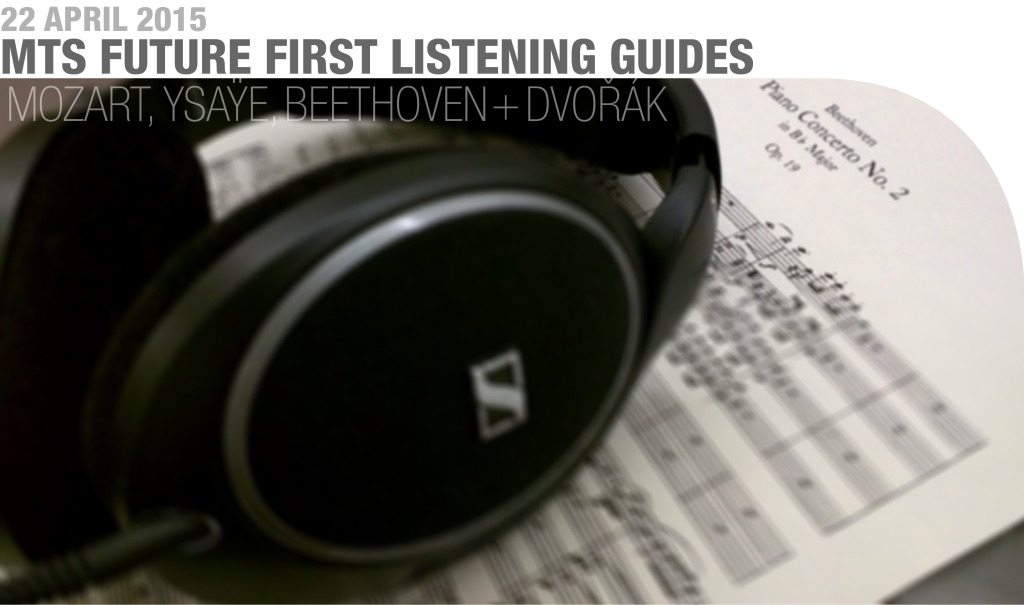 22 APRIL 2015
MTS FUTURE FIRST LISTENING GUIDES
MOZART, YSAŸE, BEETHOVEN + DVOŘÁK
Beethoven
Piano Concerto No. 2
in B♭ Major
Op. 19